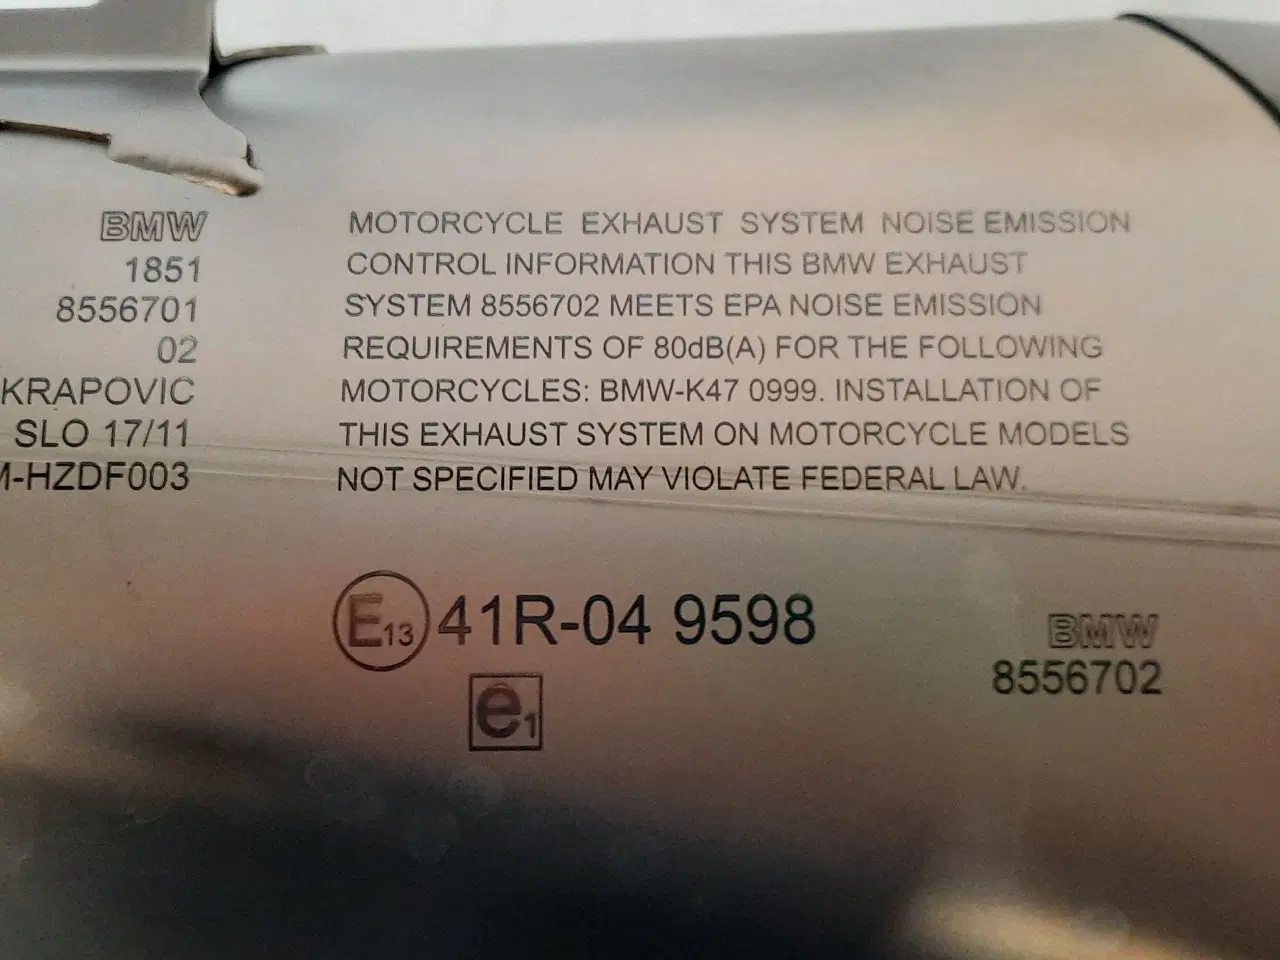 BMW
1851
8556701
02
KRAPOVIC
SLO 17/11
M-HZDF003
MOTORCYCLE EXHAUST SYSTEM NOISE EMISSION
CONTROL INFORMATION THIS BMW EXHAUST
SYSTEM 8556702 MEETS EPA NOISE EMISSION
REQUIREMENTS OF 80dB(A) FOR THE FOLLOWING
MOTORCYCLES: BMW-K47 0999. INSTALLATION OF
THIS EXHAUST SYSTEM ON MOTORCYCLE MODELS
NOT SPECIFIED MAY VIOLATE FEDERAL LAW.
E13 41R-04 9598
e1
BMW
8556702